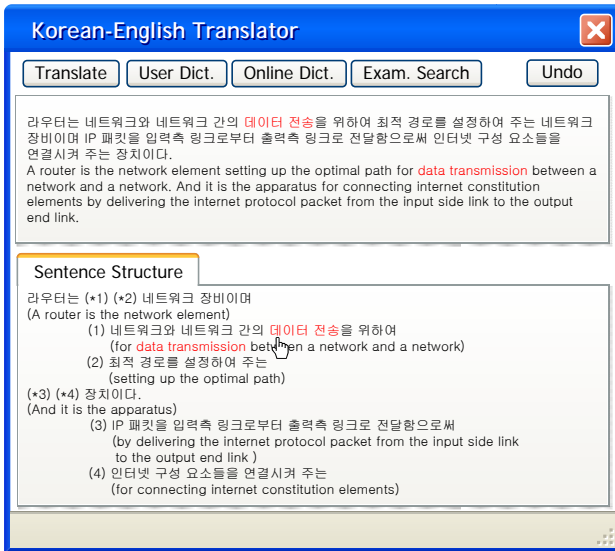 Korean-English Translator
Translate User Dict. Online Dict. Exam. Search Undo
라우터는 네트워크와 네트워크 간의 데이터 전송을 위하여 최적 경로를 설정하여 주는 네트워크
장비이며 IP 패킷을 입력측 링크로부터 출력측 링크로 전달함으로써 인터넷 구성 요소들을
연결시켜 주는 장치이다.
A router is the network element setting up the optimal path for data transmission between a
network and a network. And it is the apparatus for connecting internet constitution
elements by delivering the internet protocol packet from the input side link to the output
end link.
Sentence Structure
라우터는 (*1) (*2) 네트워크 장비이며
(A router is the network element)
(1) 네트워크와 네트워크 간의 데이터 전송을 위하여
(for data transmission between a network and a network)
(2) 최적 경로를 설정하여 주는
(setting up the optimal path)
(*3) (*4) 장치이다.
(And it is the apparatus)
(3) IP 패킷을 입력측 링크로부터 출력측 링크로 전달함으로써
(by delivering the internet protocol packet from the input side link
to the output end link )
(4) 인터넷 구성 요소들을 연결시켜 주는
(for connecting internet constitution elements)